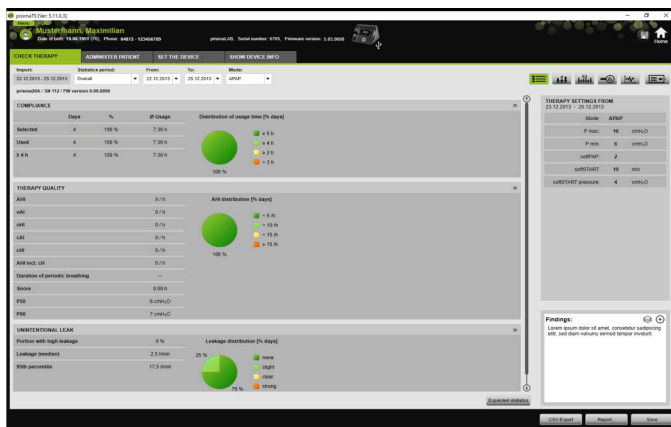 prismaTS [Ver. 5.11.0.3]
Menu
Mustermann, Maximilian
Date of birth: 19.08.1951 (70), Phone: 04873 - 123456789
prismaLAB, Serial number: 0705, Firmware version: 5.05.0008
Home
CHECK THERAPY ADMINISTER PATIENT SET THE DEVICE SHOW DEVICE INFO
Import: Statistics period: From: To: Mode:
22.12.2013 - 25.12.2013 Overall 22.12.2013 25.12.2013 APAP
prisma20A / SN 112 / FW version 0.09.0000
COMPLIANCE
Days % Ø Usage Distribution of usage time [% days]
Selected 4 100 % 7:36 h
Used 4 100 % 7:36 h
≥ 4 h 4 100 % 7:36 h
≥ 5 h
≥ 4 h
≥ 3 h
< 3 h
100 %
THERAPY QUALITY
AHI 0 / h AHI distribution [% days]
oAI 0 / h
oHI 0 / h
cAI 0 / h
cHI 0 / h
AHI incl. cH 0 / h
< 5 /h
< 10 /h
< 15 /h
≥ 15 /h
100 %
Duration of periodic breathing --
Snore 0:00 h
P50 6 cmH₂O
P90 7 cmH₂O
UNINTENTIONAL LEAK
Portion with high leakage 0 % Leakage distribution [% days]
Leakage (median) 2,5 l/min
95th percentile 17,5 l/min
25 %
75 %
none
slight
clear
strong
Expanded statistics
THERAPY SETTINGS FROM
23.12.2013 - 25.12.2013
Mode APAP
P max: 16 cmH₂O
P min: 6 cmH₂O
softPAP: 2
softSTART: 10 min
softSTART pressure: 4 cmH₂O
Findings:
Lorem ipsum dolor sit amet, consetetur sadipscing
elitr, sed diam nonumy eirmod tempor invidunt.
CSV-Export Report Save